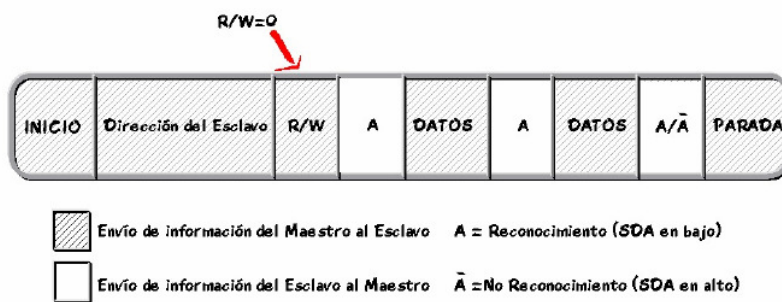 R/W=0
INICIO Dirección del Esclavo R/W A DATOS A DATOS A/Ā PARADA
Envío de información del Maestro al Esclavo A = Reconocimiento (SDA en bajo)
Envío de información del Esclavo al Maestro Ā =No Reconocimiento (SDA en alto)